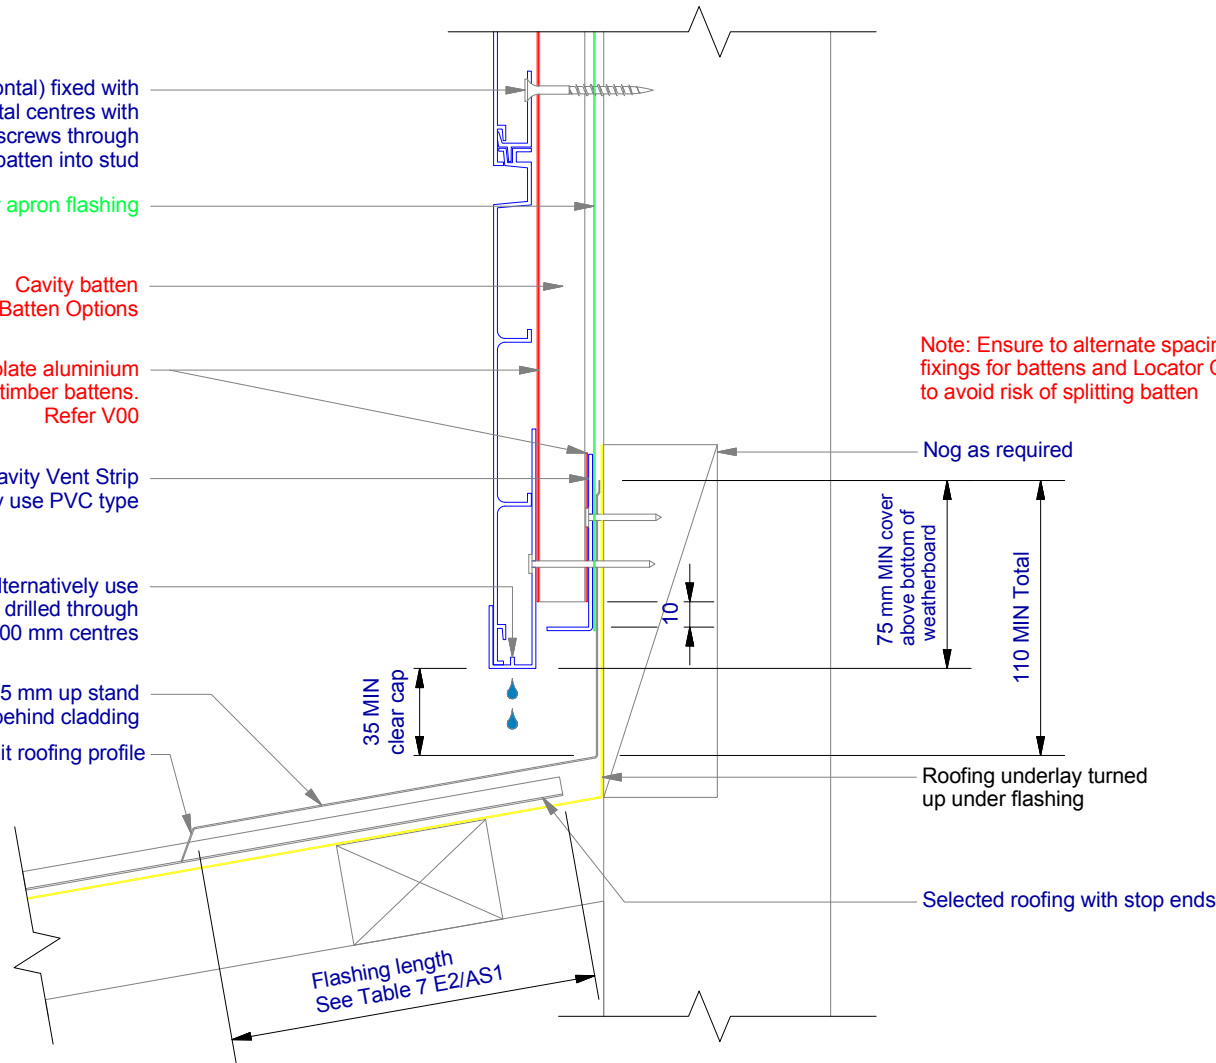 ontal) fixed with
tal centres with
screws through
batten into stud
apron flashing
Cavity batten
Batten Options
plate aluminium
timber battens.
Refer V00
avity Vent Strip
y use PVC type
lternatively use
drilled through
00 mm centres
5 mm up stand
behind cladding
it roofing profile
Note: Ensure to alternate spacin
fixings for battens and Locator C
to avoid risk of splitting batten
Nog as required
75 mm MIN cover
above bottom of
weatherboard
110 MIN Total
10
35 MIN
clear cap
Roofing underlay turned
up under flashing
Selected roofing with stop ends
Flashing length
See Table 7 E2/AS1